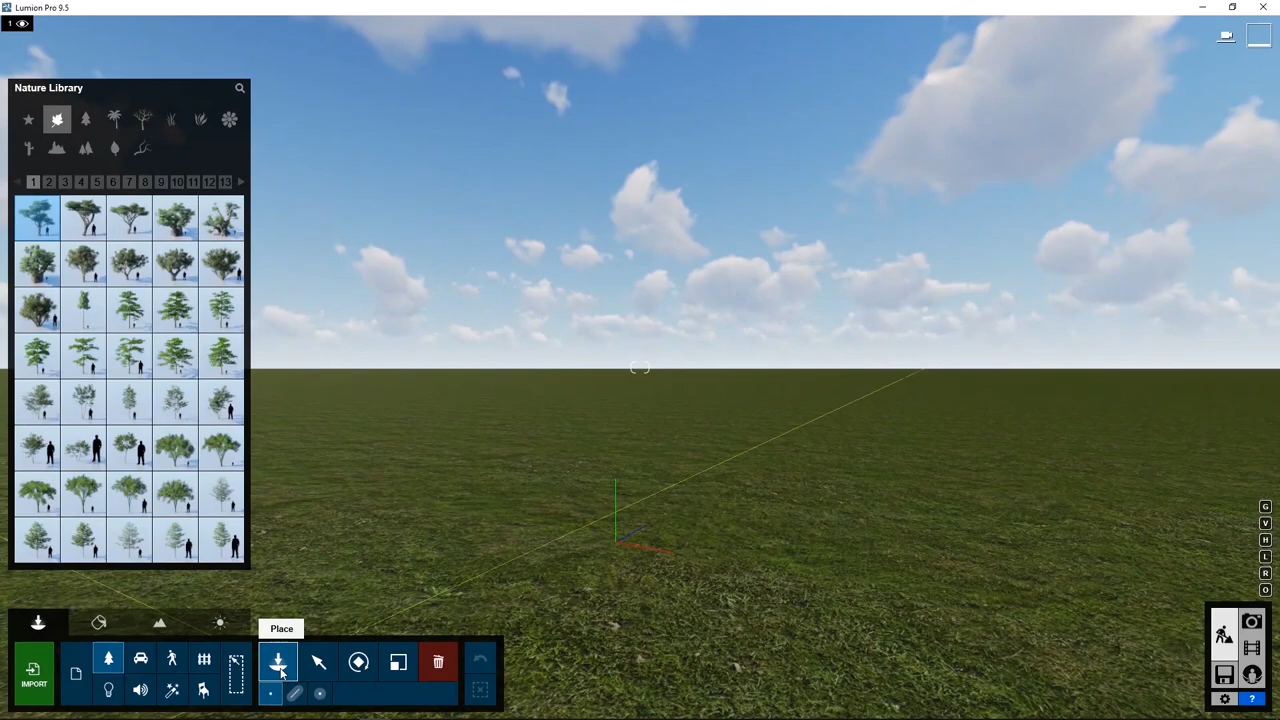 Lumion Pro 9.5
1
Nature Library
1 2 3 4 5 6 7 8 9 10 11 12 13
G
V
H
L
R
O
Place
IMPORT
?